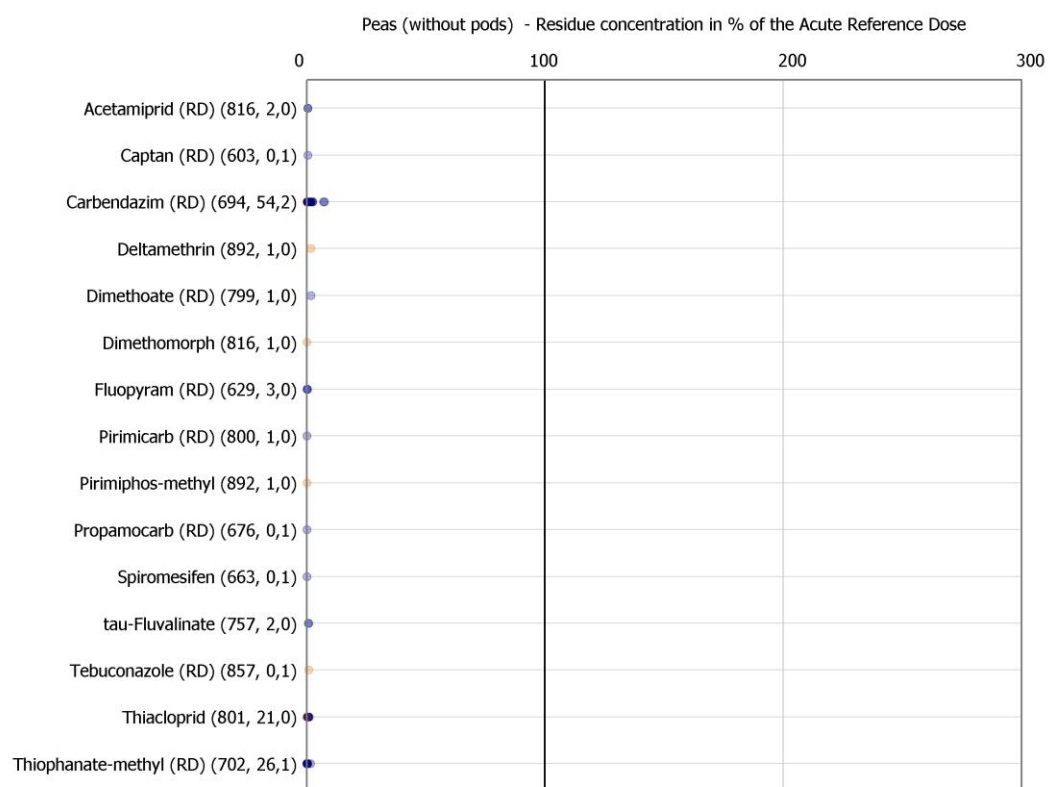 Peas (without pods)  - Residue concentration in % of the Acute Reference Dose
0 100 200 300
Acetamiprid (RD) (816, 2,0)
Captan (RD) (603, 0,1)
Carbendazim (RD) (694, 54,2)
Deltamethrin (892, 1,0)
Dimethoate (RD) (799, 1,0)
Dimethomorph (816, 1,0)
Fluopyram (RD) (629, 3,0)
Pirimicarb (RD) (800, 1,0)
Pirimiphos-methyl (892, 1,0)
Propamocarb (RD) (676, 0,1)
Spiromesifen (663, 0,1)
tau-Fluvalinate (757, 2,0)
Tebuconazole (RD) (857, 0,1)
Thiacloprid (801, 21,0)
Thiophanate-methyl (RD) (702, 26,1)